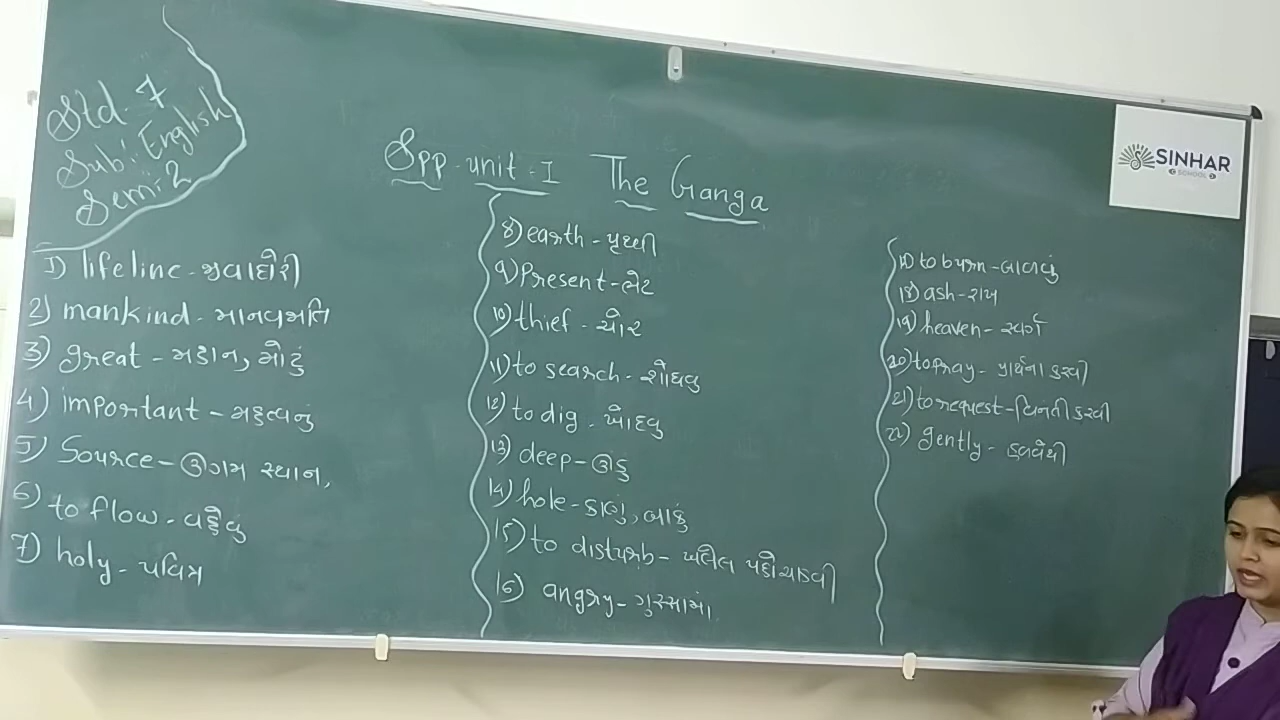 Std. 7
Sub: English
Sem: 2
Spp. unit - I The Ganga
1) lifeline - જીવાદોરી
2) mankind - માનવજાતિ
3) great - મહાન, મોટું
4) important - મહત્વનું
5) Source - ઊગમ સ્થાન,
6) to flow - વહેવુ
7) holy - પવિત્ર
8) earth - પૃથ્વી
9) Present - ભેટ
10) thief - ચોર
11) to search - શોધવુ
12) to dig - ખોદવુ
13) deep - ઊંડુ
14) hole - કાણું, બાકું
15) to disturb - ખલેલ પહોચાડવી
16) angry - ગુસ્સામાં
to burn - બાળવું
18) ash - રાખ
19) heaven - સ્વર્ગ
20) to pray - પ્રાર્થના કરવી
21) to request - વિનંતી કરવી
22) gently - હળવેથી
SINHAR
SCHOOL